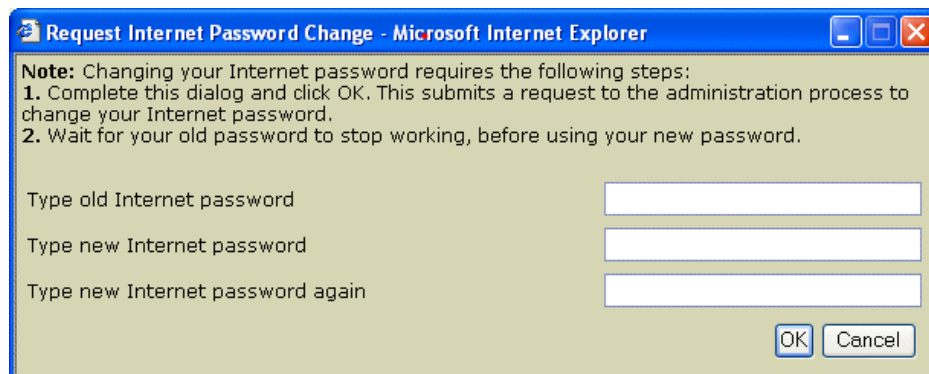 Request Internet Password Change - Microsoft Internet Explorer
Note: Changing your Internet password requires the following steps:
1. Complete this dialog and click OK. This submits a request to the administration process to
change your Internet password.
2. Wait for your old password to stop working, before using your new password.
Type old Internet password
Type new Internet password
Type new Internet password again
OK Cancel